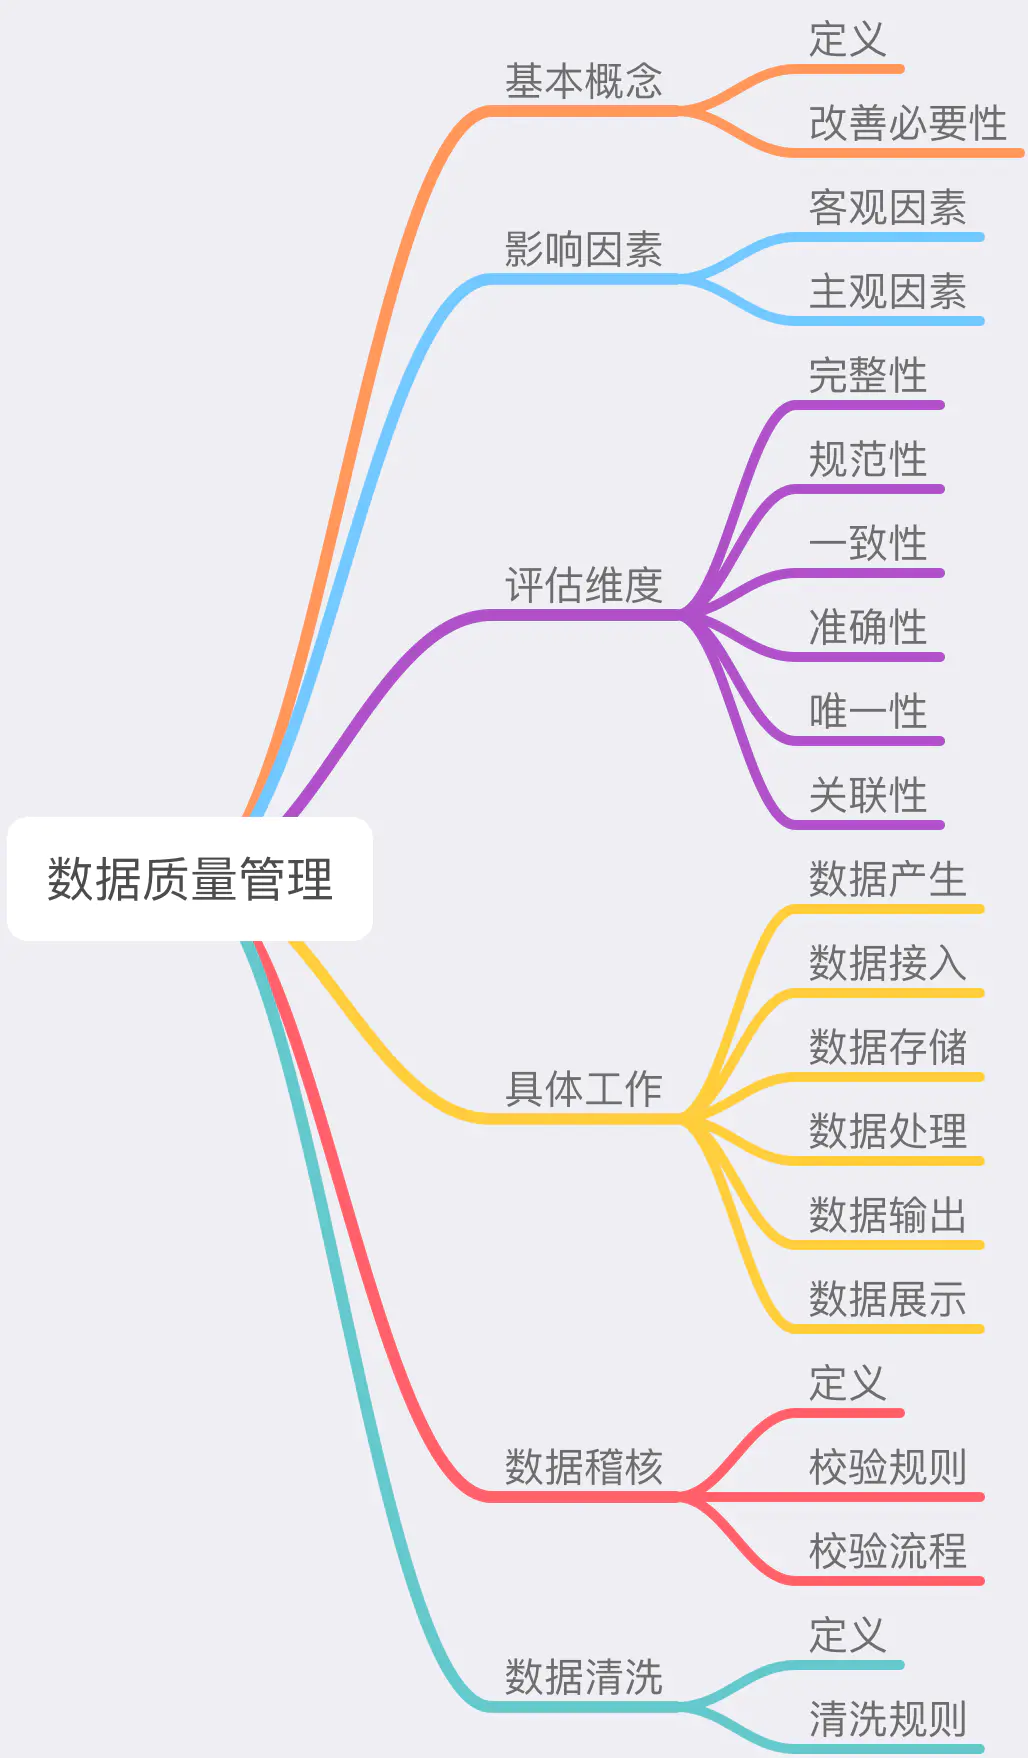 定义
基本概念
改善必要性
客观因素
影响因素
主观因素
完整性
规范性
一致性
评估维度
准确性
唯一性
关联性
数据质量管理
数据产生
数据接入
数据存储
具体工作
数据处理
数据输出
数据展示
定义
数据稽核
校验规则
校验流程
定义
数据清洗
清洗规则